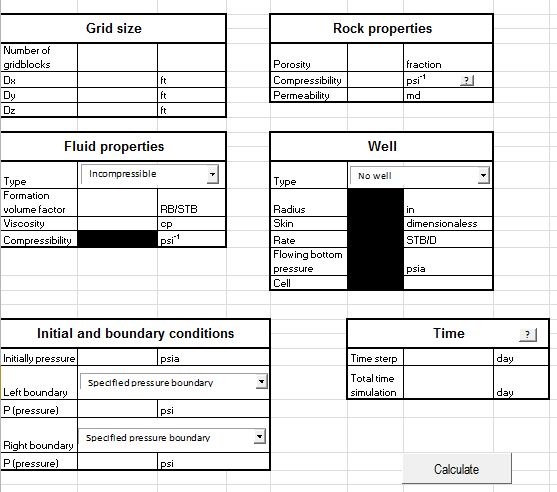 Grid size
Number of
gridblocks
Dx ft
Dy ft
Dz ft
Rock properties
Porosity fraction
Compressibility psi⁻¹ ?
Permeability md
Fluid properties
Type Incompressible
Formation
volume factor RB/STB
Viscosity cp
Compressibility psi⁻¹
Well
Type No well
Radius in
Skin dimensionaless
Rate STB/D
Flowing bottom
pressure psia
Cell
Initial and boundary conditions
Initially pressure psia
Left boundary Specified pressure boundary
P (pressure) psi
Right boundary Specified pressure boundary
P (pressure) psi
Time ?
Time sterp day
Total time
simulation day
Calculate